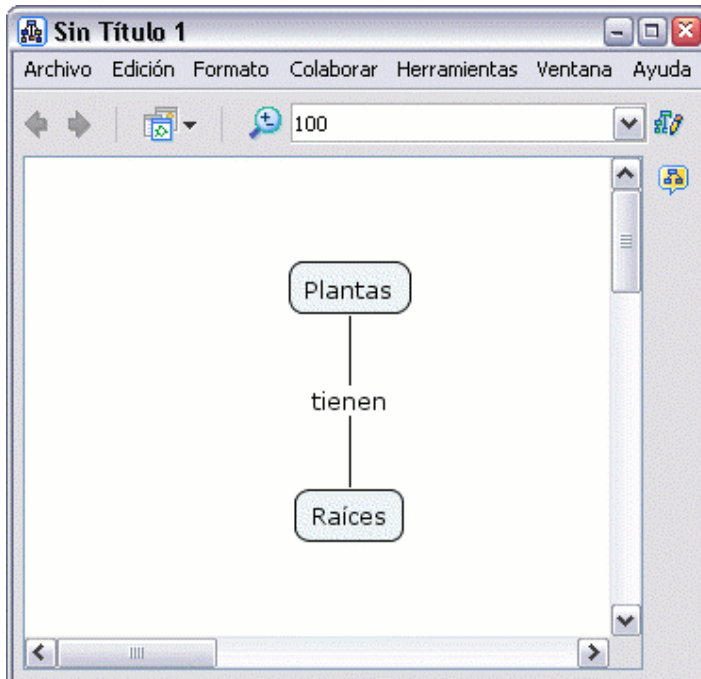 Sin Título 1
Archivo Edición Formato Colaborar Herramientas Ventana Ayuda
100
Plantas
tienen
Raíces